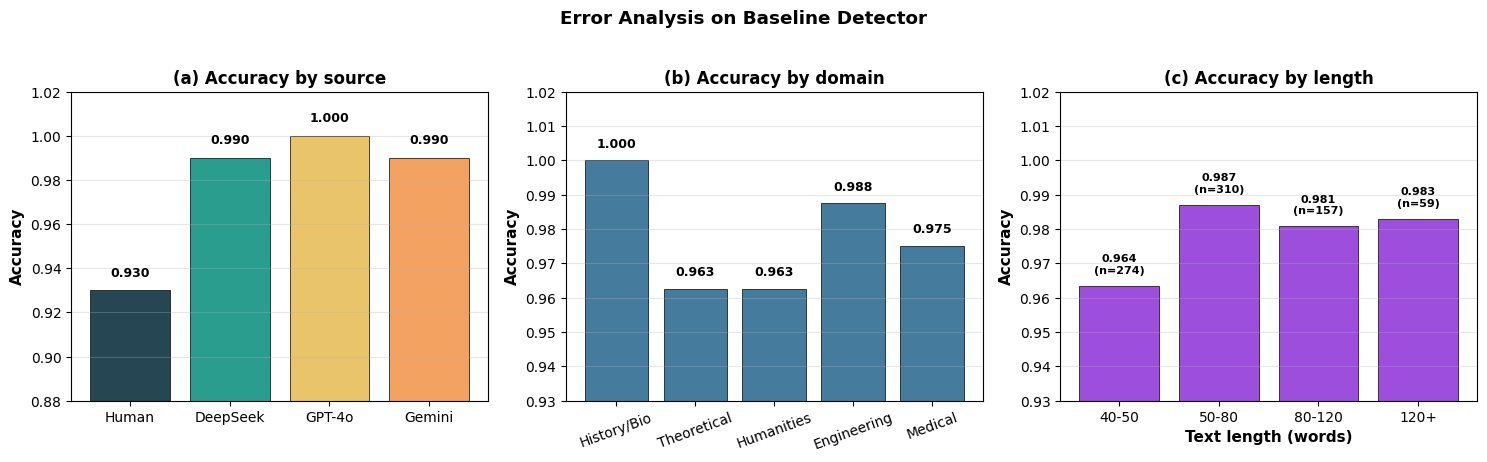 Error Analysis on Baseline Detector
(a) Accuracy by source
Accuracy
1.02
1.00
0.98
0.96
0.94
0.92
0.90
0.88
0.930
0.990
1.000
0.990
Human
DeepSeek
GPT-4o
Gemini
(b) Accuracy by domain
Accuracy
1.02
1.01
1.00
0.99
0.98
0.97
0.96
0.95
0.94
0.93
1.000
0.963
0.963
0.988
0.975
History/Bio
Theoretical
Humanities
Engineering
Medical
(c) Accuracy by length
Accuracy
1.02
1.01
1.00
0.99
0.98
0.97
0.96
0.95
0.94
0.93
0.964
(n=274)
0.987
(n=310)
0.981
(n=157)
0.983
(n=59)
40-50
50-80
80-120
120+
Text length (words)